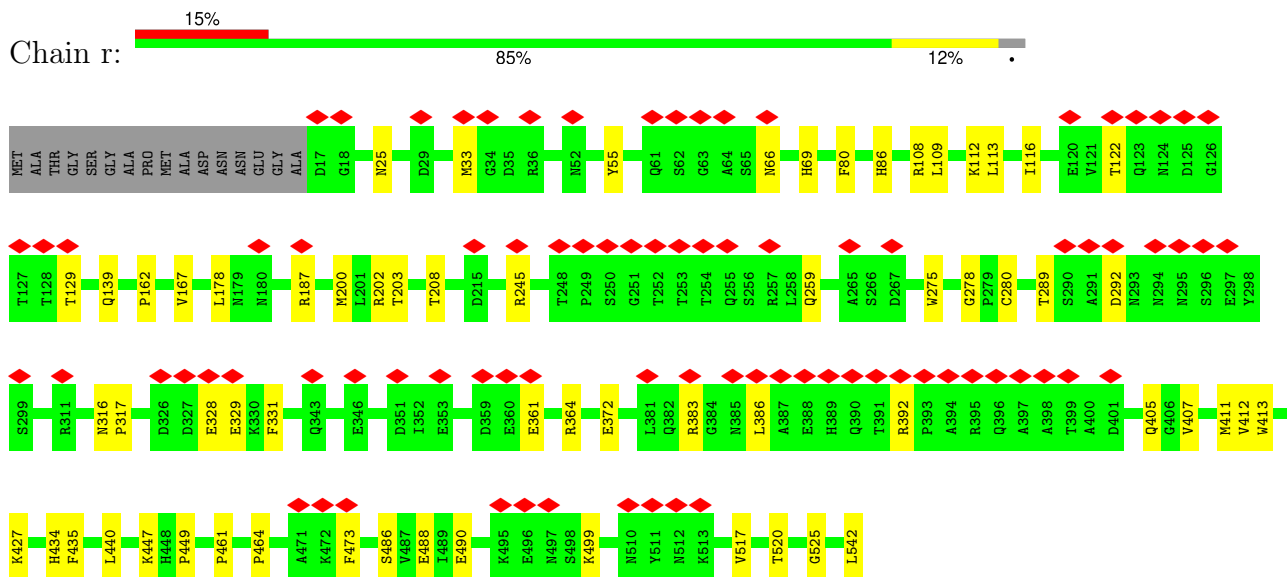 15%
Chain r:
85% 12% •
MET ALA THR GLY SER GLY ALA PRO MET ALA ASP ASN ASN GLU GLY ALA D17 G18 N25 D29 M33 G34 D35 R36 N52 Y55 Q61 S62 G63 A64 S65 N66 H69 F80 H86 R108 L109 K112 L113 I116 E120 V121 T122 Q123 N124 D125 G126
T127 T128 T129 Q139 P162 V167 L178 N179 N180 R187 M200 L201 R202 T203 T208 D215 R245 T248 P249 S250 G251 T252 T253 T254 Q255 S256 R257 L258 Q259 A265 S266 D267 W275 G278 P279 C280 T289 S290 A291 D292 N293 N294 N295 S296 E297 Y298
S299 R311 N316 P317 D326 D327 E328 E329 K330 F331 Q343 E346 D351 I352 E353 D359 E360 E361 R364 E372 L381 Q382 R383 G384 N385 L386 A387 E388 H389 Q390 T391 R392 P393 A394 R395 Q396 A397 A398 T399 A400 D401 Q405 G406 V407 M411 V412 W413
K427 H434 F435 L440 K447 H448 P449 P461 P464 A471 K472 F473 S486 V487 E488 I489 E490 K495 E496 N497 S498 K499 N510 Y511 N512 K513 V517 T520 G525 L542